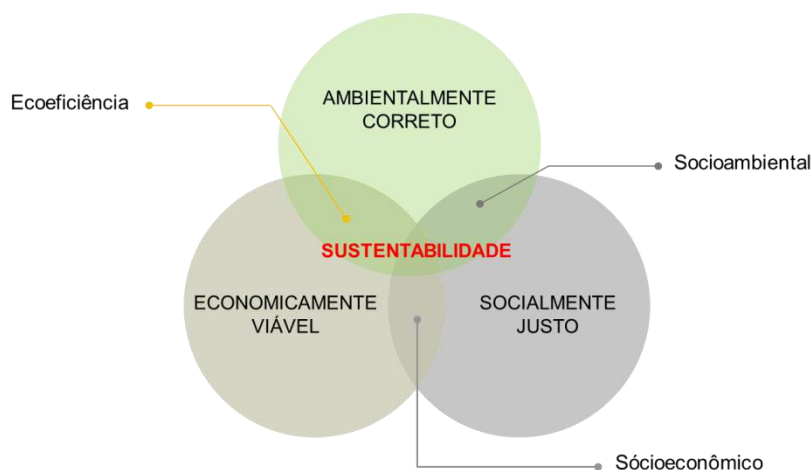 AMBIENTALMENTE
CORRETO
Ecoeficiência
Socioambiental
SUSTENTABILIDADE
ECONOMICAMENTE
VIÁVEL
SOCIALMENTE
JUSTO
Sócioeconômico